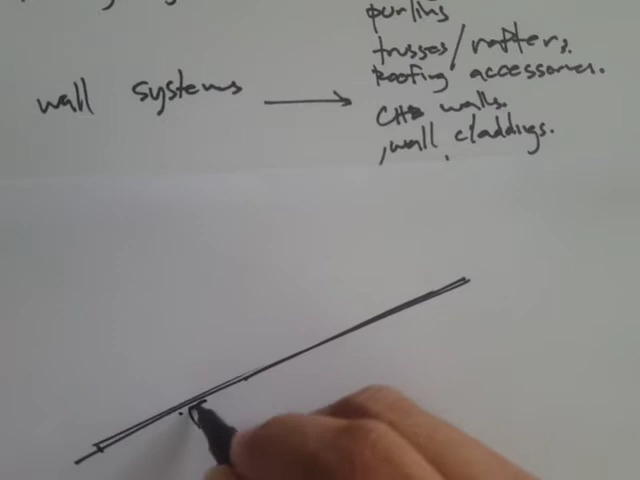 purlins
trusses/rafters.
Roofing accessories.
wall systems → CHB walls.
, wall claddings.